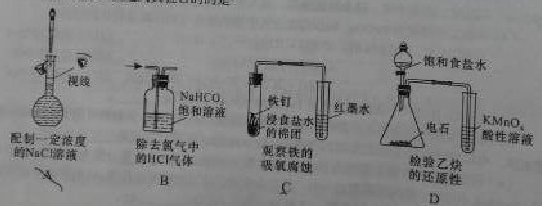 视线
配制一定浓度
的NaCl溶液
NaHCO₃
饱和溶液
除去氯气中
的HCl气体
B
铁钉
浸食盐水
的棉团
红墨水
观察铁的
吸氧腐蚀
C
饱和食盐水
电石
KMnO₄
酸性溶液
检验乙炔
的还原性
D